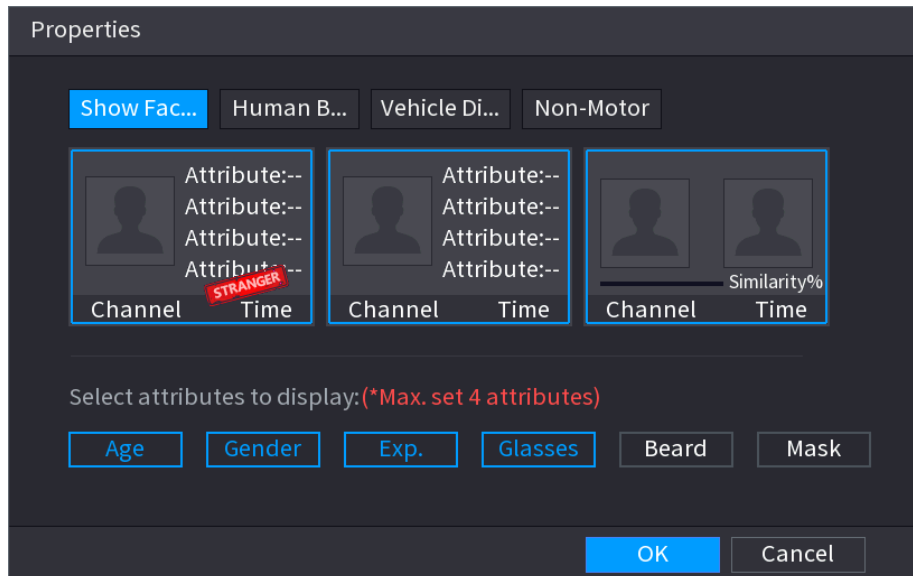 Properties
Show Fac... Human B... Vehicle Di... Non-Motor
Attribute:-- Attribute:--
Attribute:-- Attribute:--
Attribute:-- Attribute:--
Attribute:-- Attribute:--
STRANGER Similarity%
Channel Time Channel Time Channel Time
Select attributes to display:(*Max. set 4 attributes)
Age Gender Exp. Glasses Beard Mask
OK Cancel